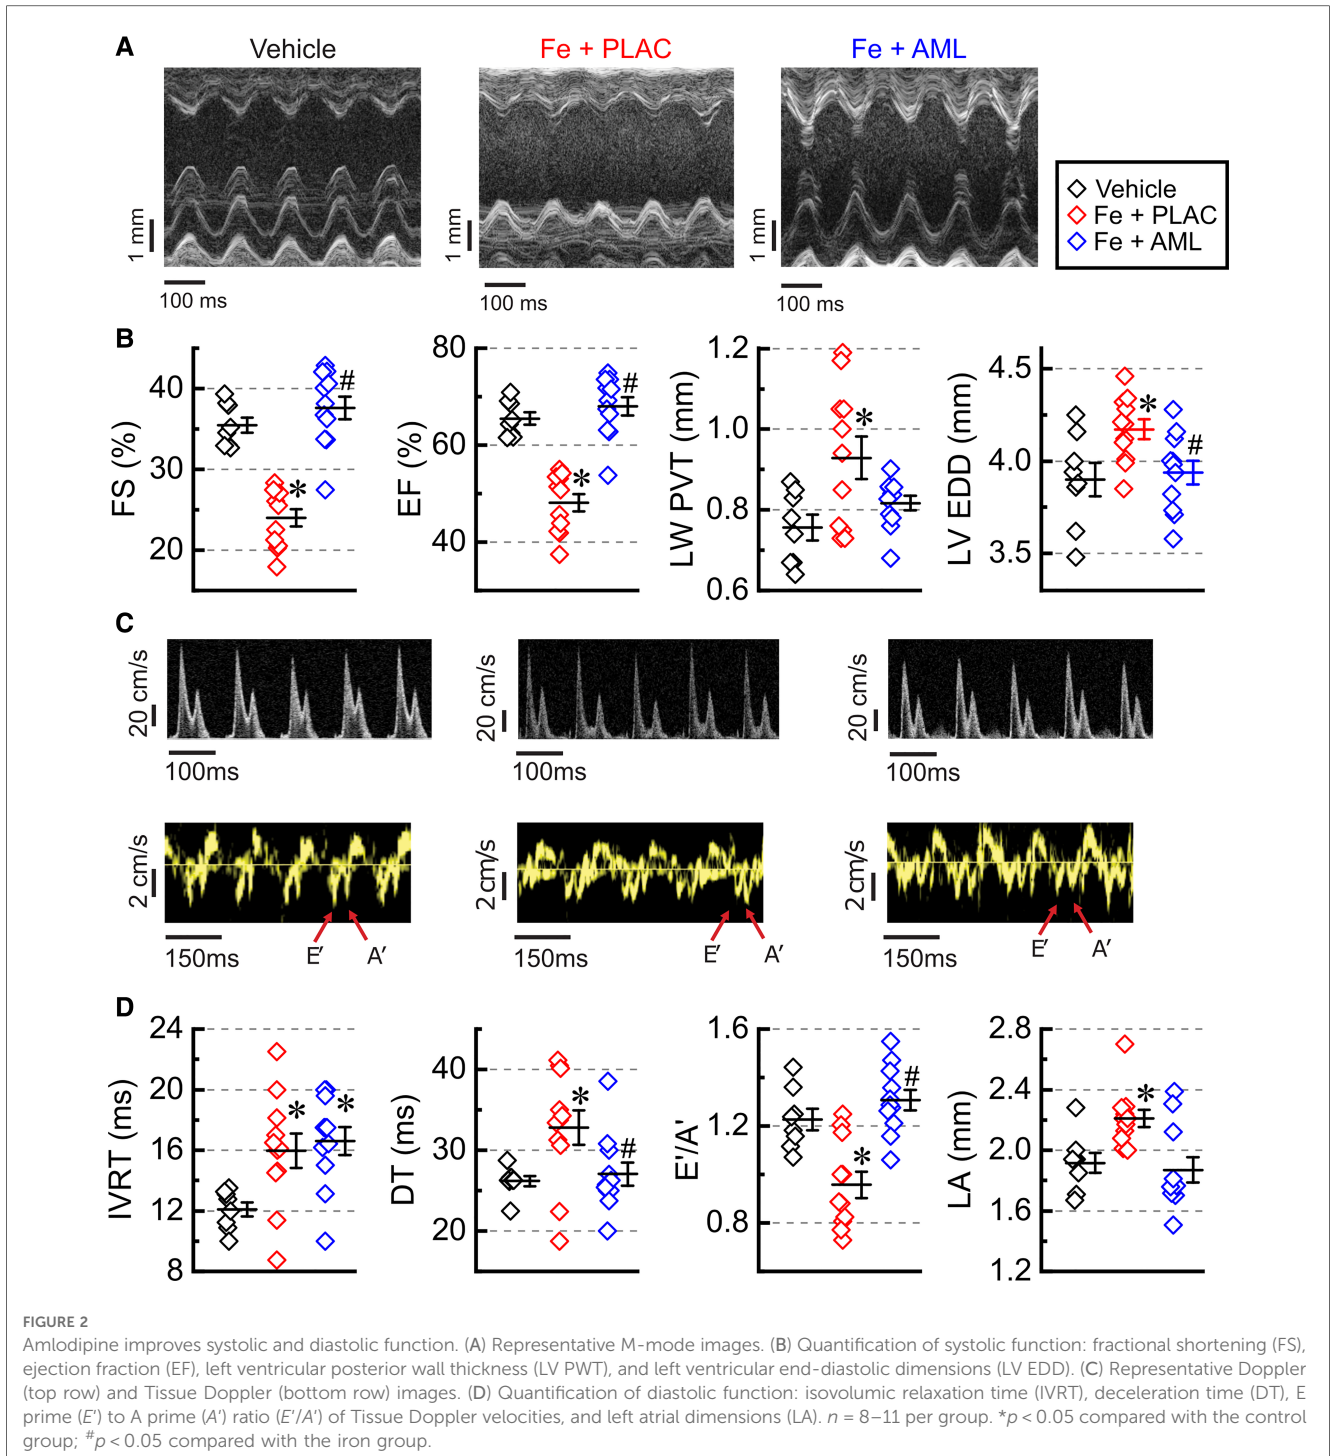 A
Vehicle
Fe + PLAC
Fe + AML
1 mm
1 mm
1 mm
100 ms
100 ms
100 ms
Vehicle
Fe + PLAC
Fe + AML
B
FS (%)
40
30
20
*
#
EF (%)
80
60
40
*
#
LW PVT (mm)
1.2
1.0
0.8
0.6
*
LV EDD (mm)
4.5
4.0
3.5
*
#
C
20 cm/s
20 cm/s
20 cm/s
100ms
100ms
100ms
2 cm/s
2 cm/s
2 cm/s
E′ A′
E′ A′
E′ A′
150ms
150ms
150ms
D
IVRT (ms)
24
20
16
12
8
*
*
DT (ms)
40
30
20
*
#
E'/A'
1.6
1.2
0.8
*
#
LA (mm)
2.8
2.4
2.0
1.6
1.2
*
FIGURE 2
Amlodipine improves systolic and diastolic function. (A) Representative M-mode images. (B) Quantification of systolic function: fractional shortening (FS),
ejection fraction (EF), left ventricular posterior wall thickness (LV PWT), and left ventricular end-diastolic dimensions (LV EDD). (C) Representative Doppler
(top row) and Tissue Doppler (bottom row) images. (D) Quantification of diastolic function: isovolumic relaxation time (IVRT), deceleration time (DT), E
prime (E′) to A prime (A′) ratio (E′/A′) of Tissue Doppler velocities, and left atrial dimensions (LA). n = 8–11 per group. *p < 0.05 compared with the control
group; #p < 0.05 compared with the iron group.